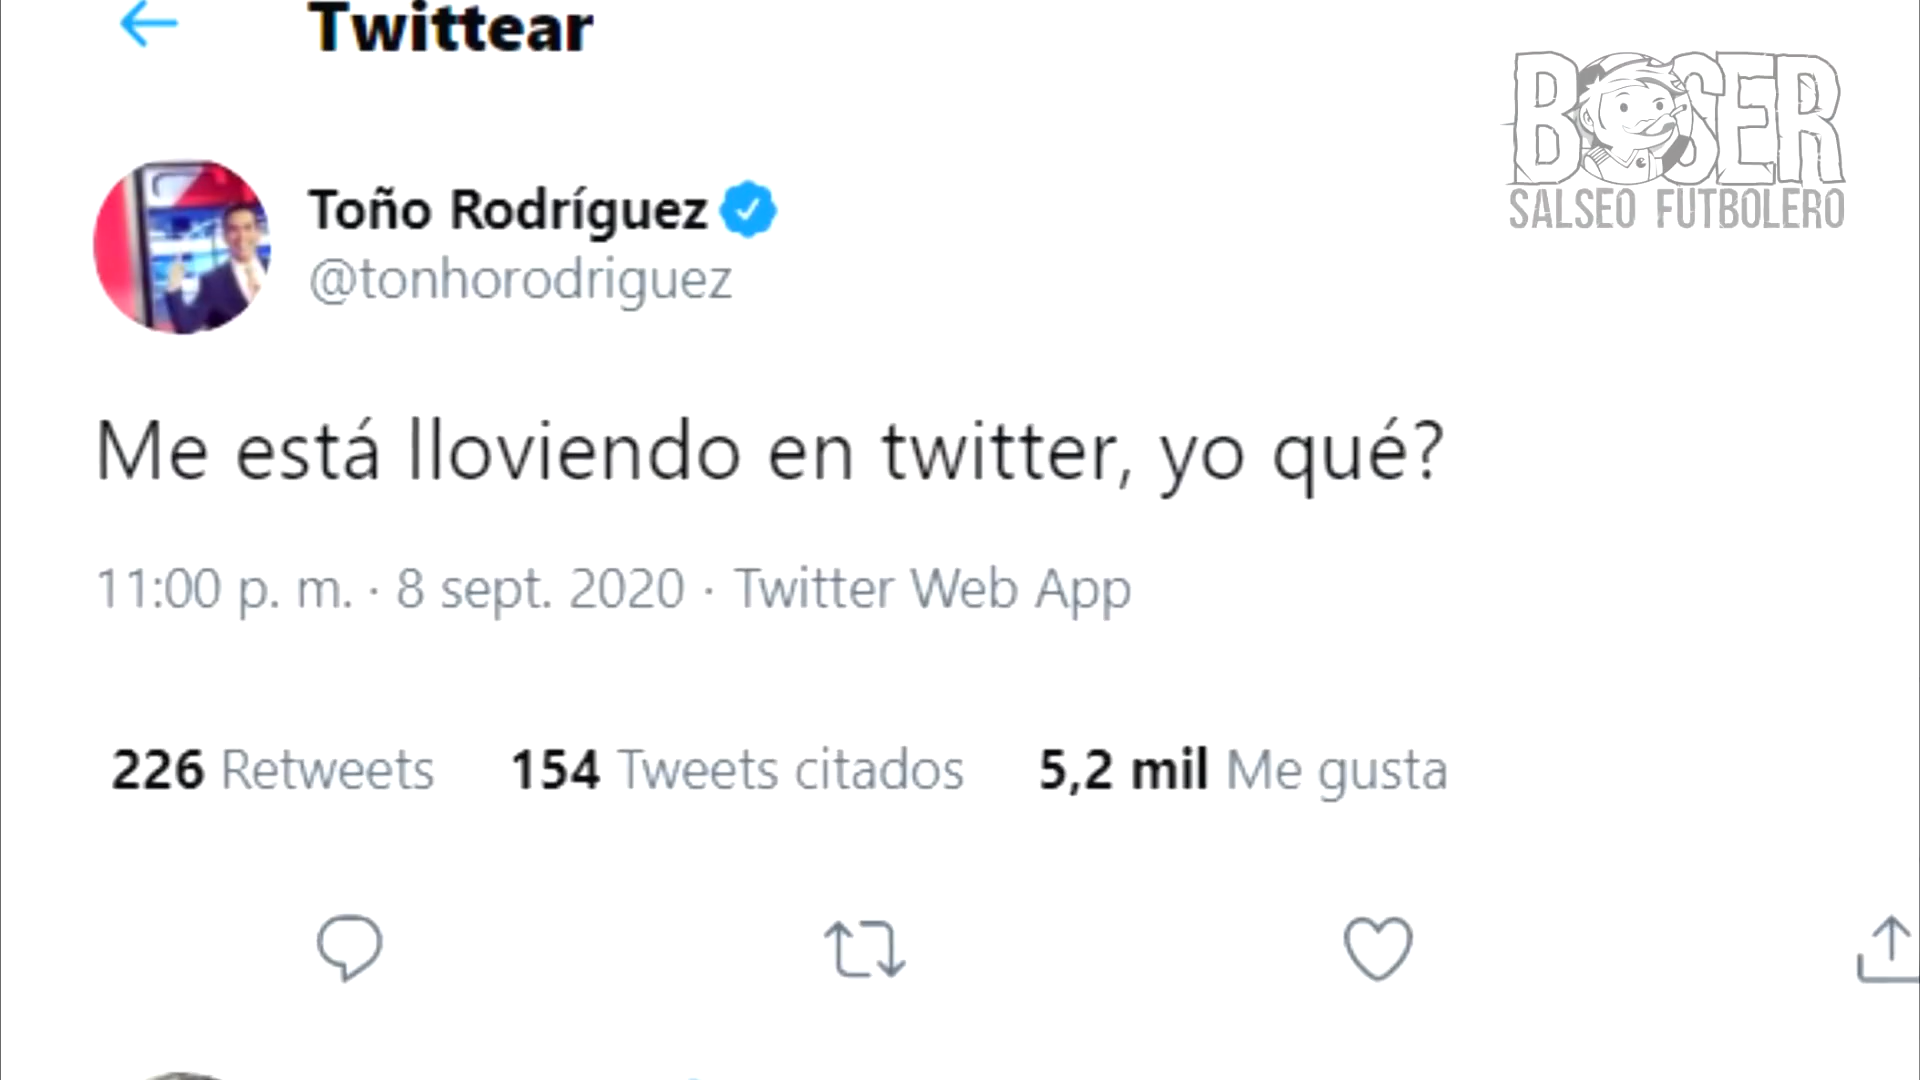 Twittear
BOSER
SALSEO FUTBOLERO
Toño Rodríguez
@tonhorodriguez
Me está lloviendo en twitter, yo qué?
11:00 p. m. · 8 sept. 2020 · Twitter Web App
226 Retweets 154 Tweets citados 5,2 mil Me gusta